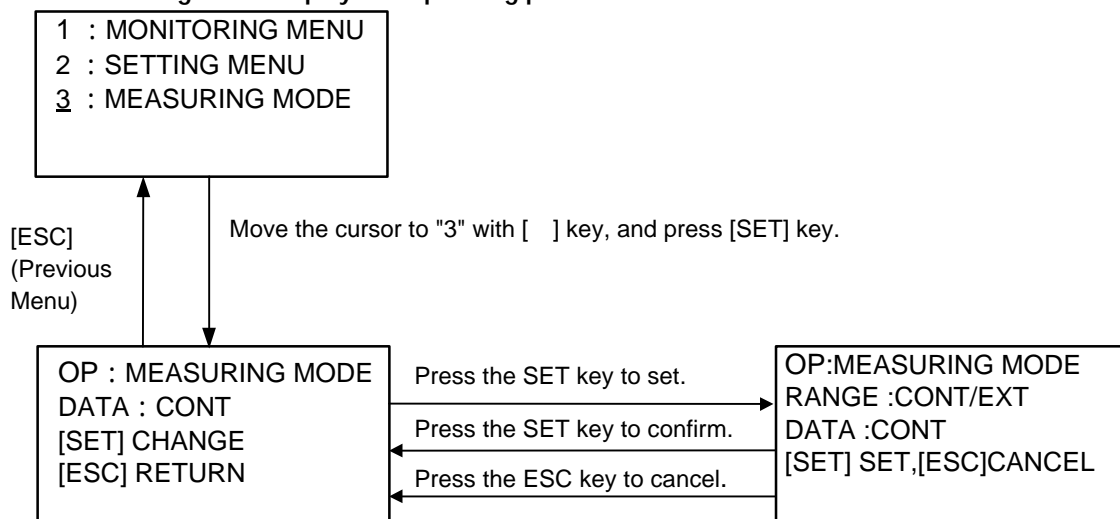 1 : MONITORING MENU
2 : SETTING MENU
3 : MEASURING MODE
[ESC]
(Previous
Menu)
Move the cursor to "3" with [  ] key, and press [SET] key.
OP : MEASURING MODE
DATA : CONT
[SET] CHANGE
[ESC] RETURN
Press the SET key to set.
Press the SET key to confirm.
Press the ESC key to cancel.
OP:MEASURING MODE
RANGE :CONT/EXT
DATA :CONT
[SET] SET,[ESC]CANCEL